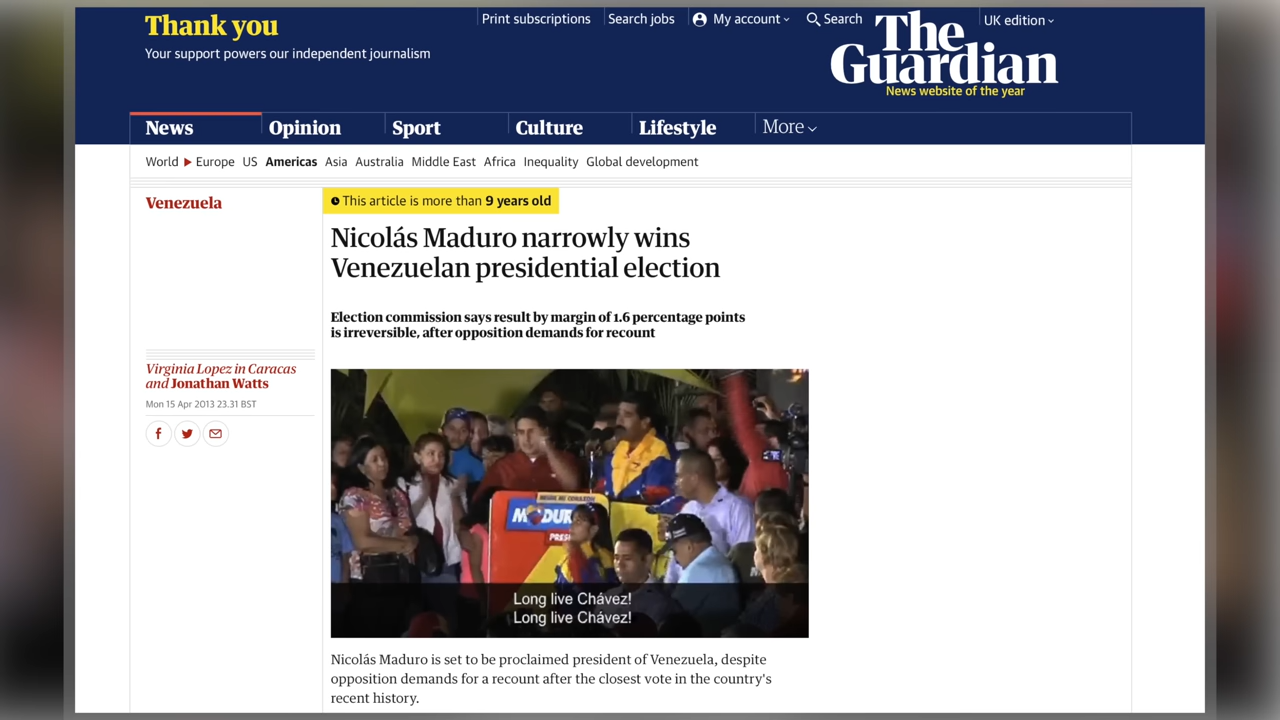 Thank you
Your support powers our independent journalism
Print subscriptions
Search jobs
My account
Search
UK edition
The
Guardian
News website of the year
News
Opinion
Sport
Culture
Lifestyle
More
World Europe US Americas Asia Australia Middle East Africa Inequality Global development
Venezuela
This article is more than 9 years old
Nicolás Maduro narrowly wins
Venezuelan presidential election
Election commission says result by margin of 1.6 percentage points
is irreversible, after opposition demands for recount
Virginia Lopez in Caracas
and Jonathan Watts
Mon 15 Apr 2013 23.31 BST
Long live Chávez!
Long live Chávez!
Nicolás Maduro is set to be proclaimed president of Venezuela, despite
opposition demands for a recount after the closest vote in the country's
recent history.